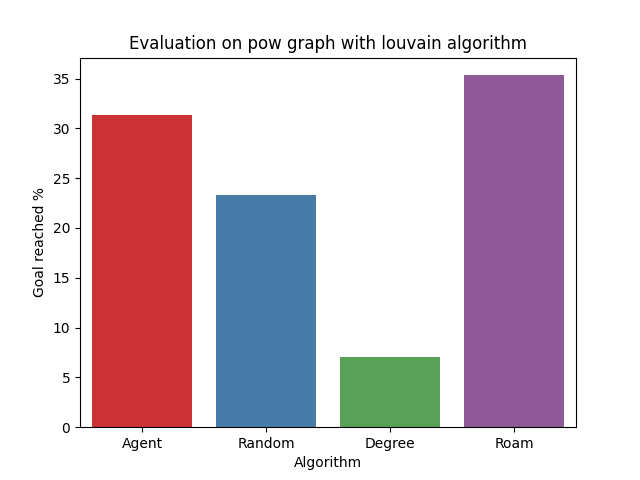 Evaluation on pow graph with louvain algorithm
35
30
25
20
15
10
5
0
Goal reached %
Agent Random Degree Roam
Algorithm